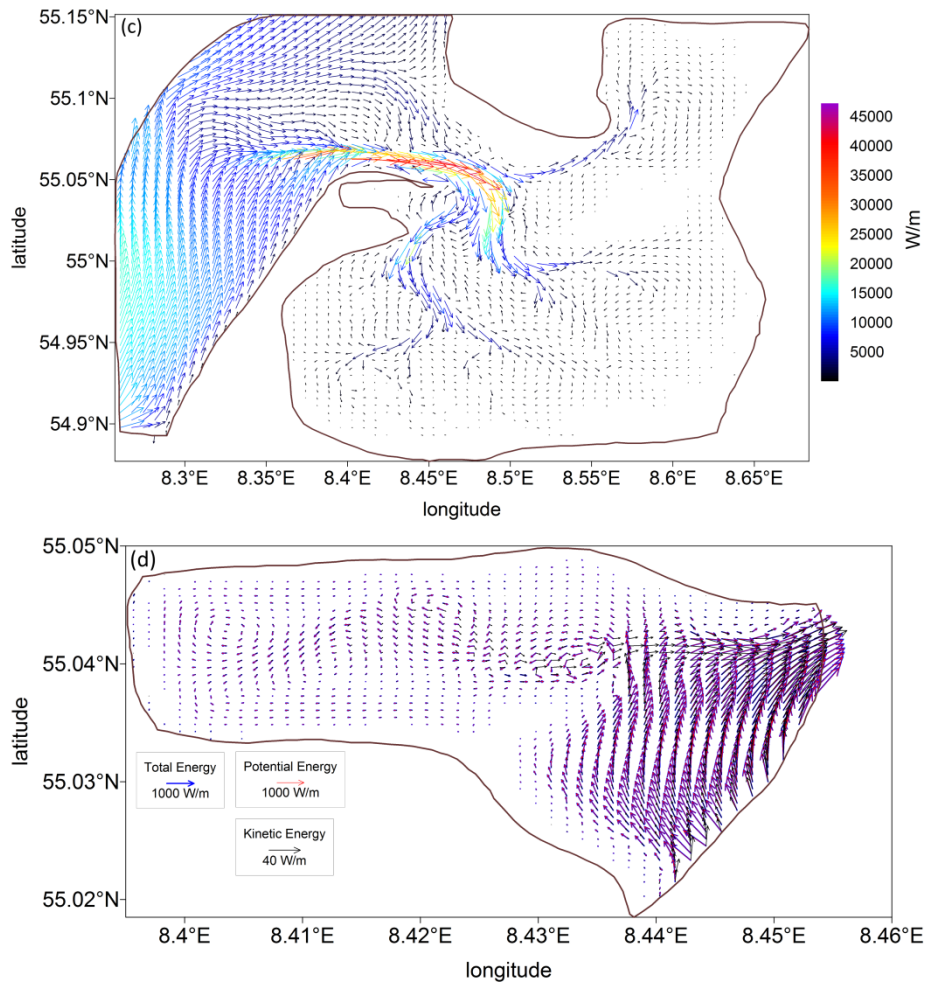 (c)
55.15°N
55.1°N
55.05°N
55°N
54.95°N
54.9°N
latitude
8.3°E 8.35°E 8.4°E 8.45°E 8.5°E 8.55°E 8.6°E 8.65°E
longitude
45000
40000
35000
30000
25000
20000
15000
10000
5000
W/m
(d)
55.05°N
55.04°N
55.03°N
55.02°N
latitude
Total Energy
1000 W/m
Potential Energy
1000 W/m
Kinetic Energy
40 W/m
8.4°E 8.41°E 8.42°E 8.43°E 8.44°E 8.45°E 8.46°E
longitude